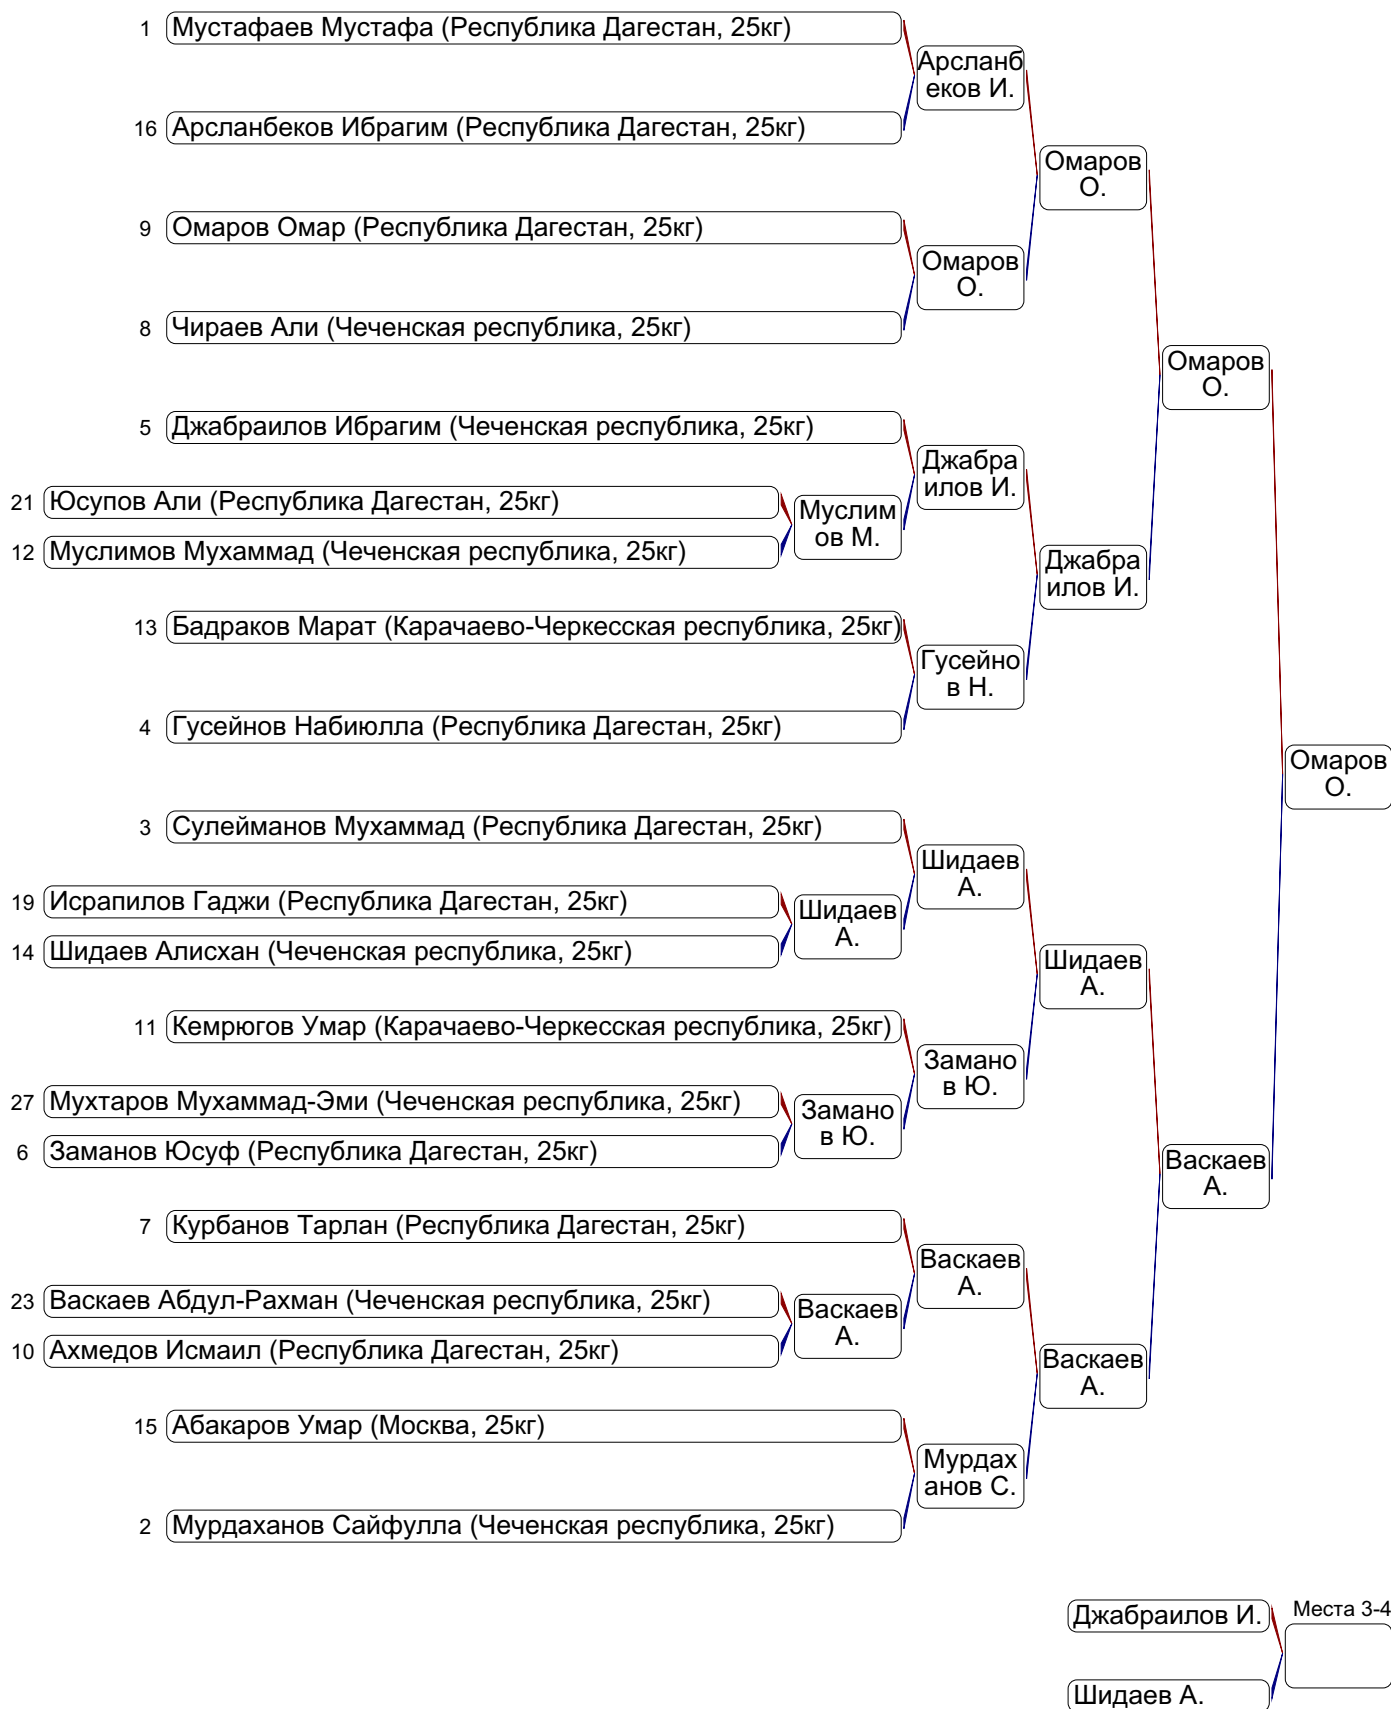 1 Мустафаев Мустафа (Республика Дагестан, 25кг)
Арсланб
еков И.
16 Арсланбеков Ибрагим (Республика Дагестан, 25кг)
Омаров
О.
9 Омаров Омар (Республика Дагестан, 25кг)
Омаров
О.
8 Чираев Али (Чеченская республика, 25кг)
Омаров
О.
5 Джабраилов Ибрагим (Чеченская республика, 25кг)
Джабра
илов И.
21 Юсупов Али (Республика Дагестан, 25кг)
Муслим
ов М.
12 Муслимов Мухаммад (Чеченская республика, 25кг)
Джабра
илов И.
13 Бадраков Марат (Карачаево-Черкесская республика, 25кг)
Гусейно
в Н.
4 Гусейнов Набиюлла (Республика Дагестан, 25кг)
Омаров
О.
3 Сулейманов Мухаммад (Республика Дагестан, 25кг)
Шидаев
А.
19 Исрапилов Гаджи (Республика Дагестан, 25кг)
Шидаев
А.
14 Шидаев Алисхан (Чеченская республика, 25кг)
Шидаев
А.
11 Кемрюгов Умар (Карачаево-Черкесская республика, 25кг)
Замано
в Ю.
27 Мухтаров Мухаммад-Эми (Чеченская республика, 25кг)
Замано
в Ю.
6 Заманов Юсуф (Республика Дагестан, 25кг)
Васкаев
А.
7 Курбанов Тарлан (Республика Дагестан, 25кг)
Васкаев
А.
23 Васкаев Абдул-Рахман (Чеченская республика, 25кг)
Васкаев
А.
10 Ахмедов Исмаил (Республика Дагестан, 25кг)
Васкаев
А.
15 Абакаров Умар (Москва, 25кг)
Мурдах
анов С.
2 Мурдаханов Сайфулла (Чеченская республика, 25кг)
Джабраилов И.
Места 3-4
Шидаев А.